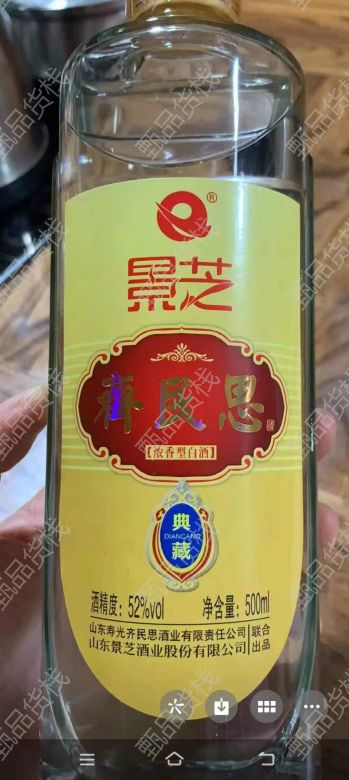 ®
景芝
齊民思
【浓香型白酒】
典
DIANCANG
藏
酒精度：52%vol 净含量：500ml
山东寿光齐民思酒业有限责任公司 联合
山东景芝酒业股份有限公司 出品
甄品货栈